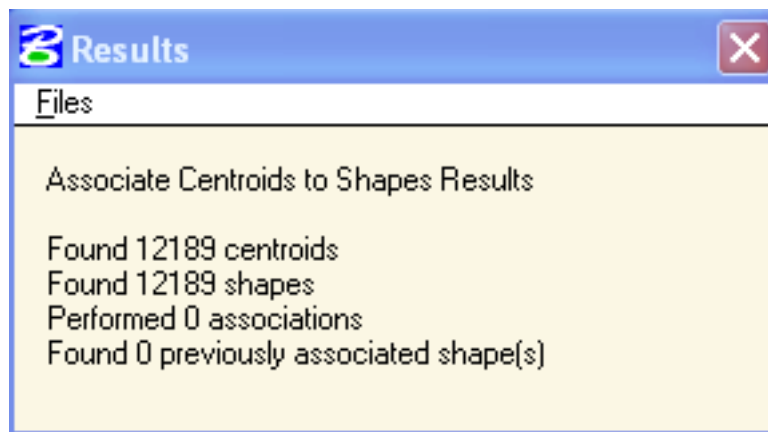 Results
Files
Associate Centroids to Shapes Results
Found 12189 centroids
Found 12189 shapes
Performed 0 associations
Found 0 previously associated shape(s)